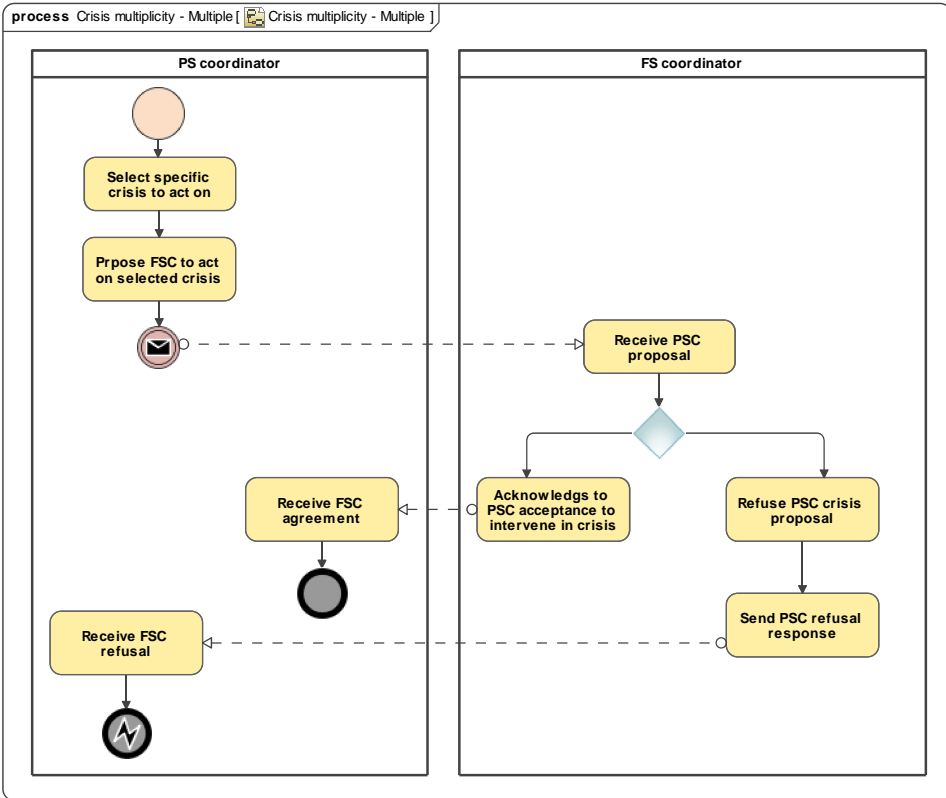 process Crisis multiplicity - Multiple [ Crisis multiplicity - Multiple ]
PS coordinator
FS coordinator
Select specific
crisis to act on
Prpose FSC to act
on selected crisis
Receive PSC
proposal
Receive FSC
agreement
Acknowledgs to
PSC acceptance to
intervene in crisis
Refuse PSC crisis
proposal
Send PSC refusal
response
Receive FSC
refusal